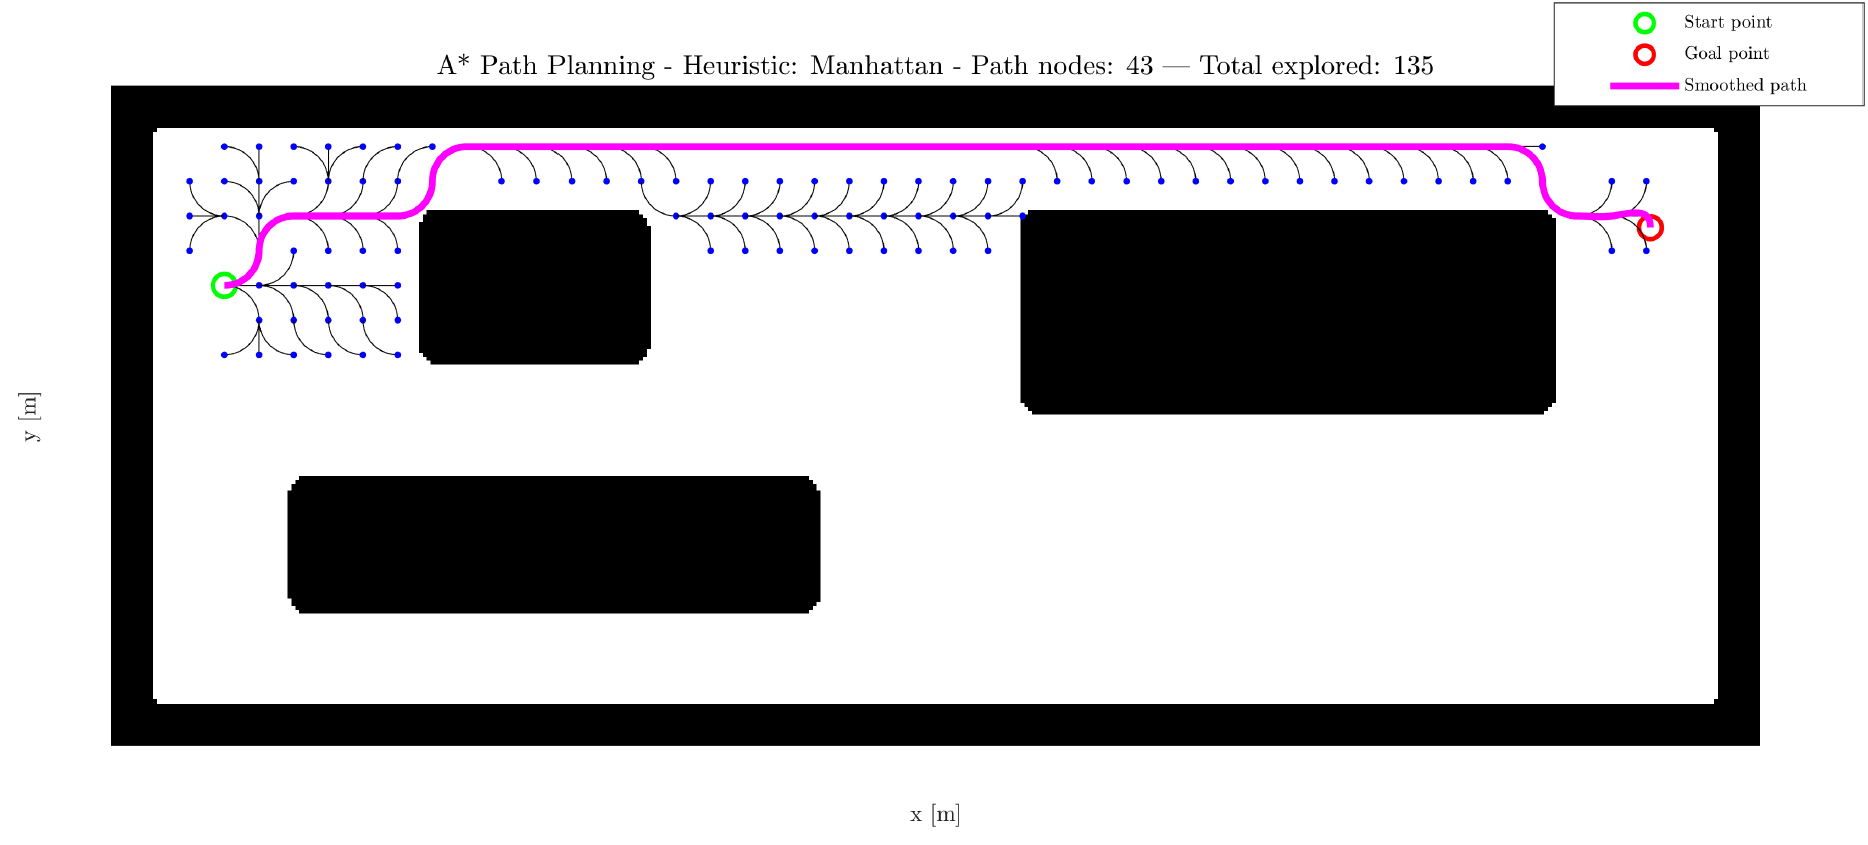 Start point
Goal point
Smoothed path
A* Path Planning - Heuristic: Manhattan - Path nodes: 43 — Total explored: 135
y [m]
x [m]